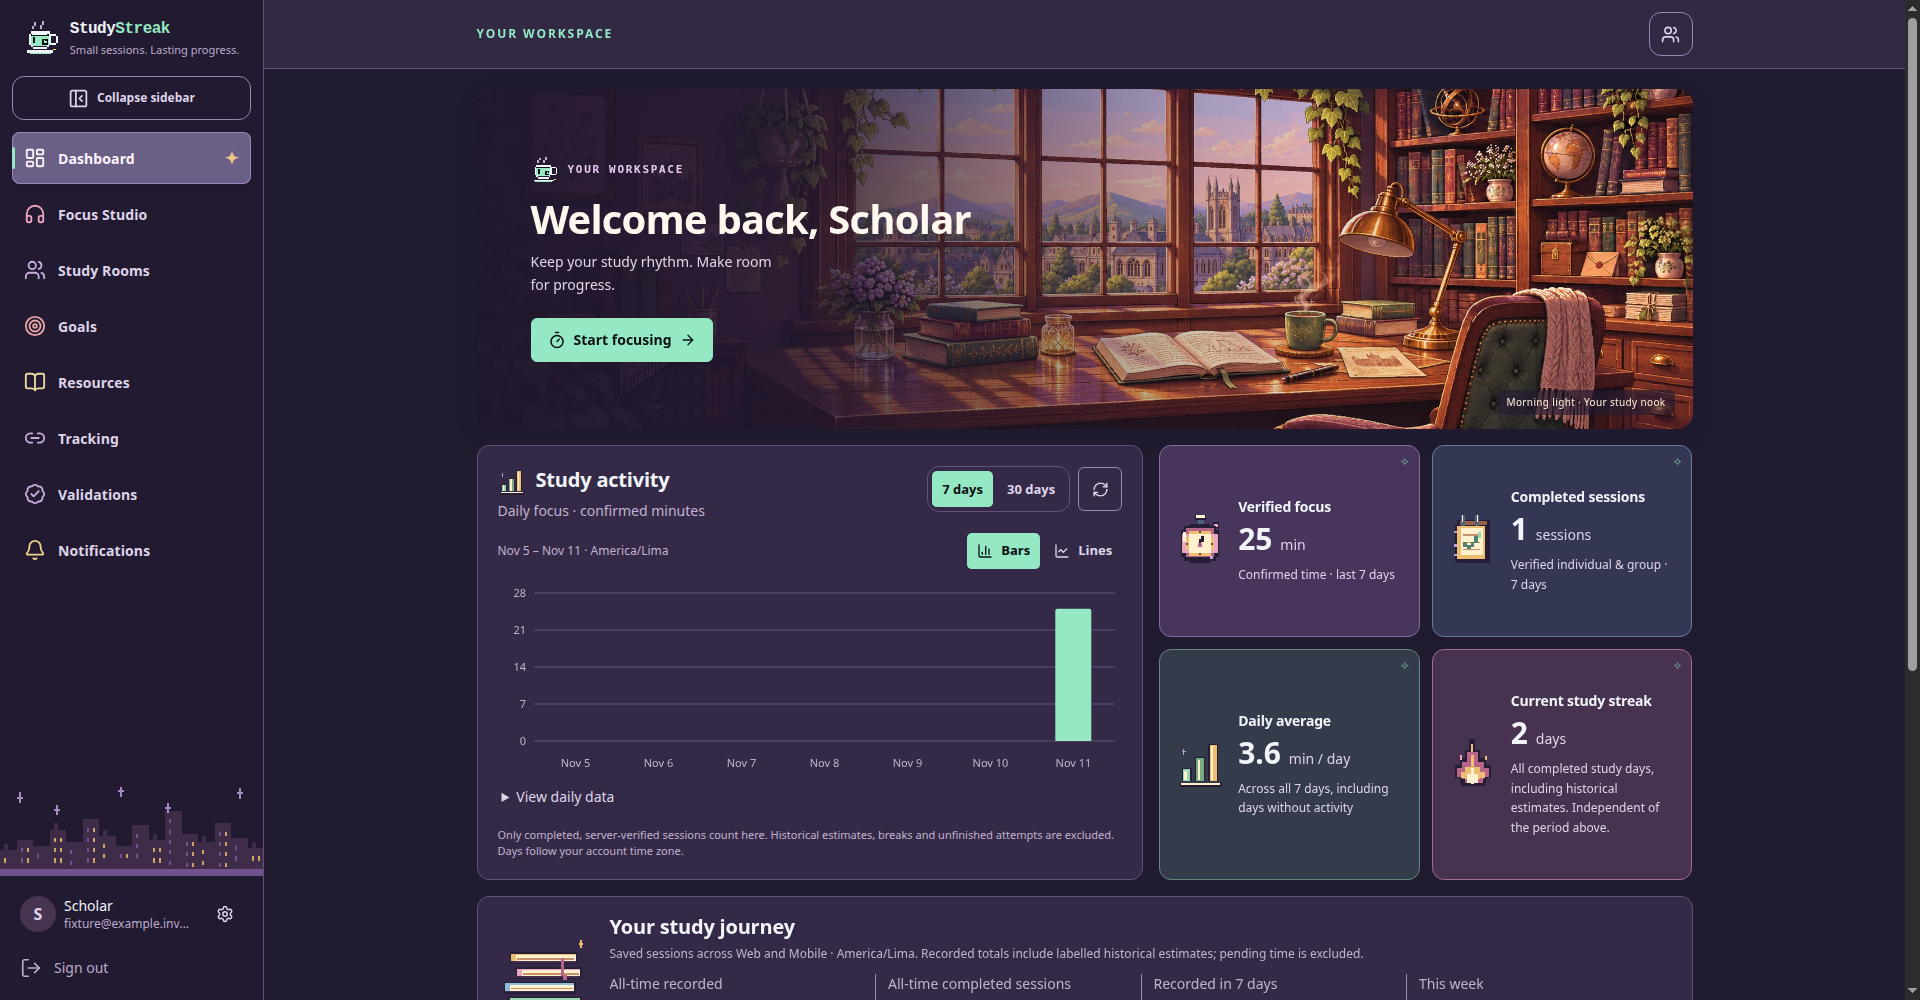 StudyStreak
Small sessions. Lasting progress.
Collapse sidebar
Dashboard
Focus Studio
Study Rooms
Goals
Resources
Tracking
Validations
Notifications
S
Scholar
fixture@example.inv...
Sign out
YOUR WORKSPACE
YOUR WORKSPACE
Welcome back, Scholar
Keep your study rhythm. Make room
for progress.
Start focusing
Morning light · Your study nook
Study activity
7 days
30 days
Daily focus · confirmed minutes
Nov 5 – Nov 11 · America/Lima
Bars
Lines
28
21
14
7
0
Nov 5
Nov 6
Nov 7
Nov 8
Nov 9
Nov 10
Nov 11
View daily data
Only completed, server-verified sessions count here. Historical estimates, breaks and unfinished attempts are excluded.
Days follow your account time zone.
Verified focus
25 min
Confirmed time · last 7 days
Completed sessions
1 sessions
Verified individual & group ·
7 days
Daily average
3.6 min / day
Across all 7 days, including
days without activity
Current study streak
2 days
All completed study days,
including historical
estimates. Independent of
the period above.
Your study journey
Saved sessions across Web and Mobile · America/Lima. Recorded totals include labelled historical estimates; pending time is excluded.
All-time recorded
All-time completed sessions
Recorded in 7 days
This week